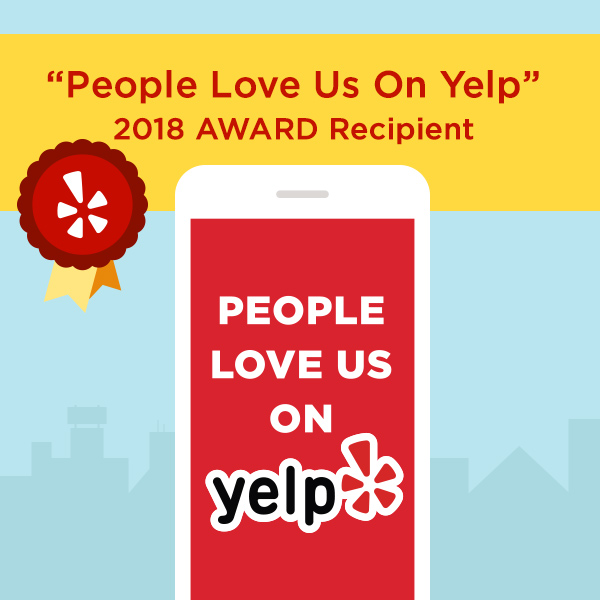 “People Love Us On Yelp”
2018 AWARD Recipient
PEOPLE
LOVE US
ON
yelp